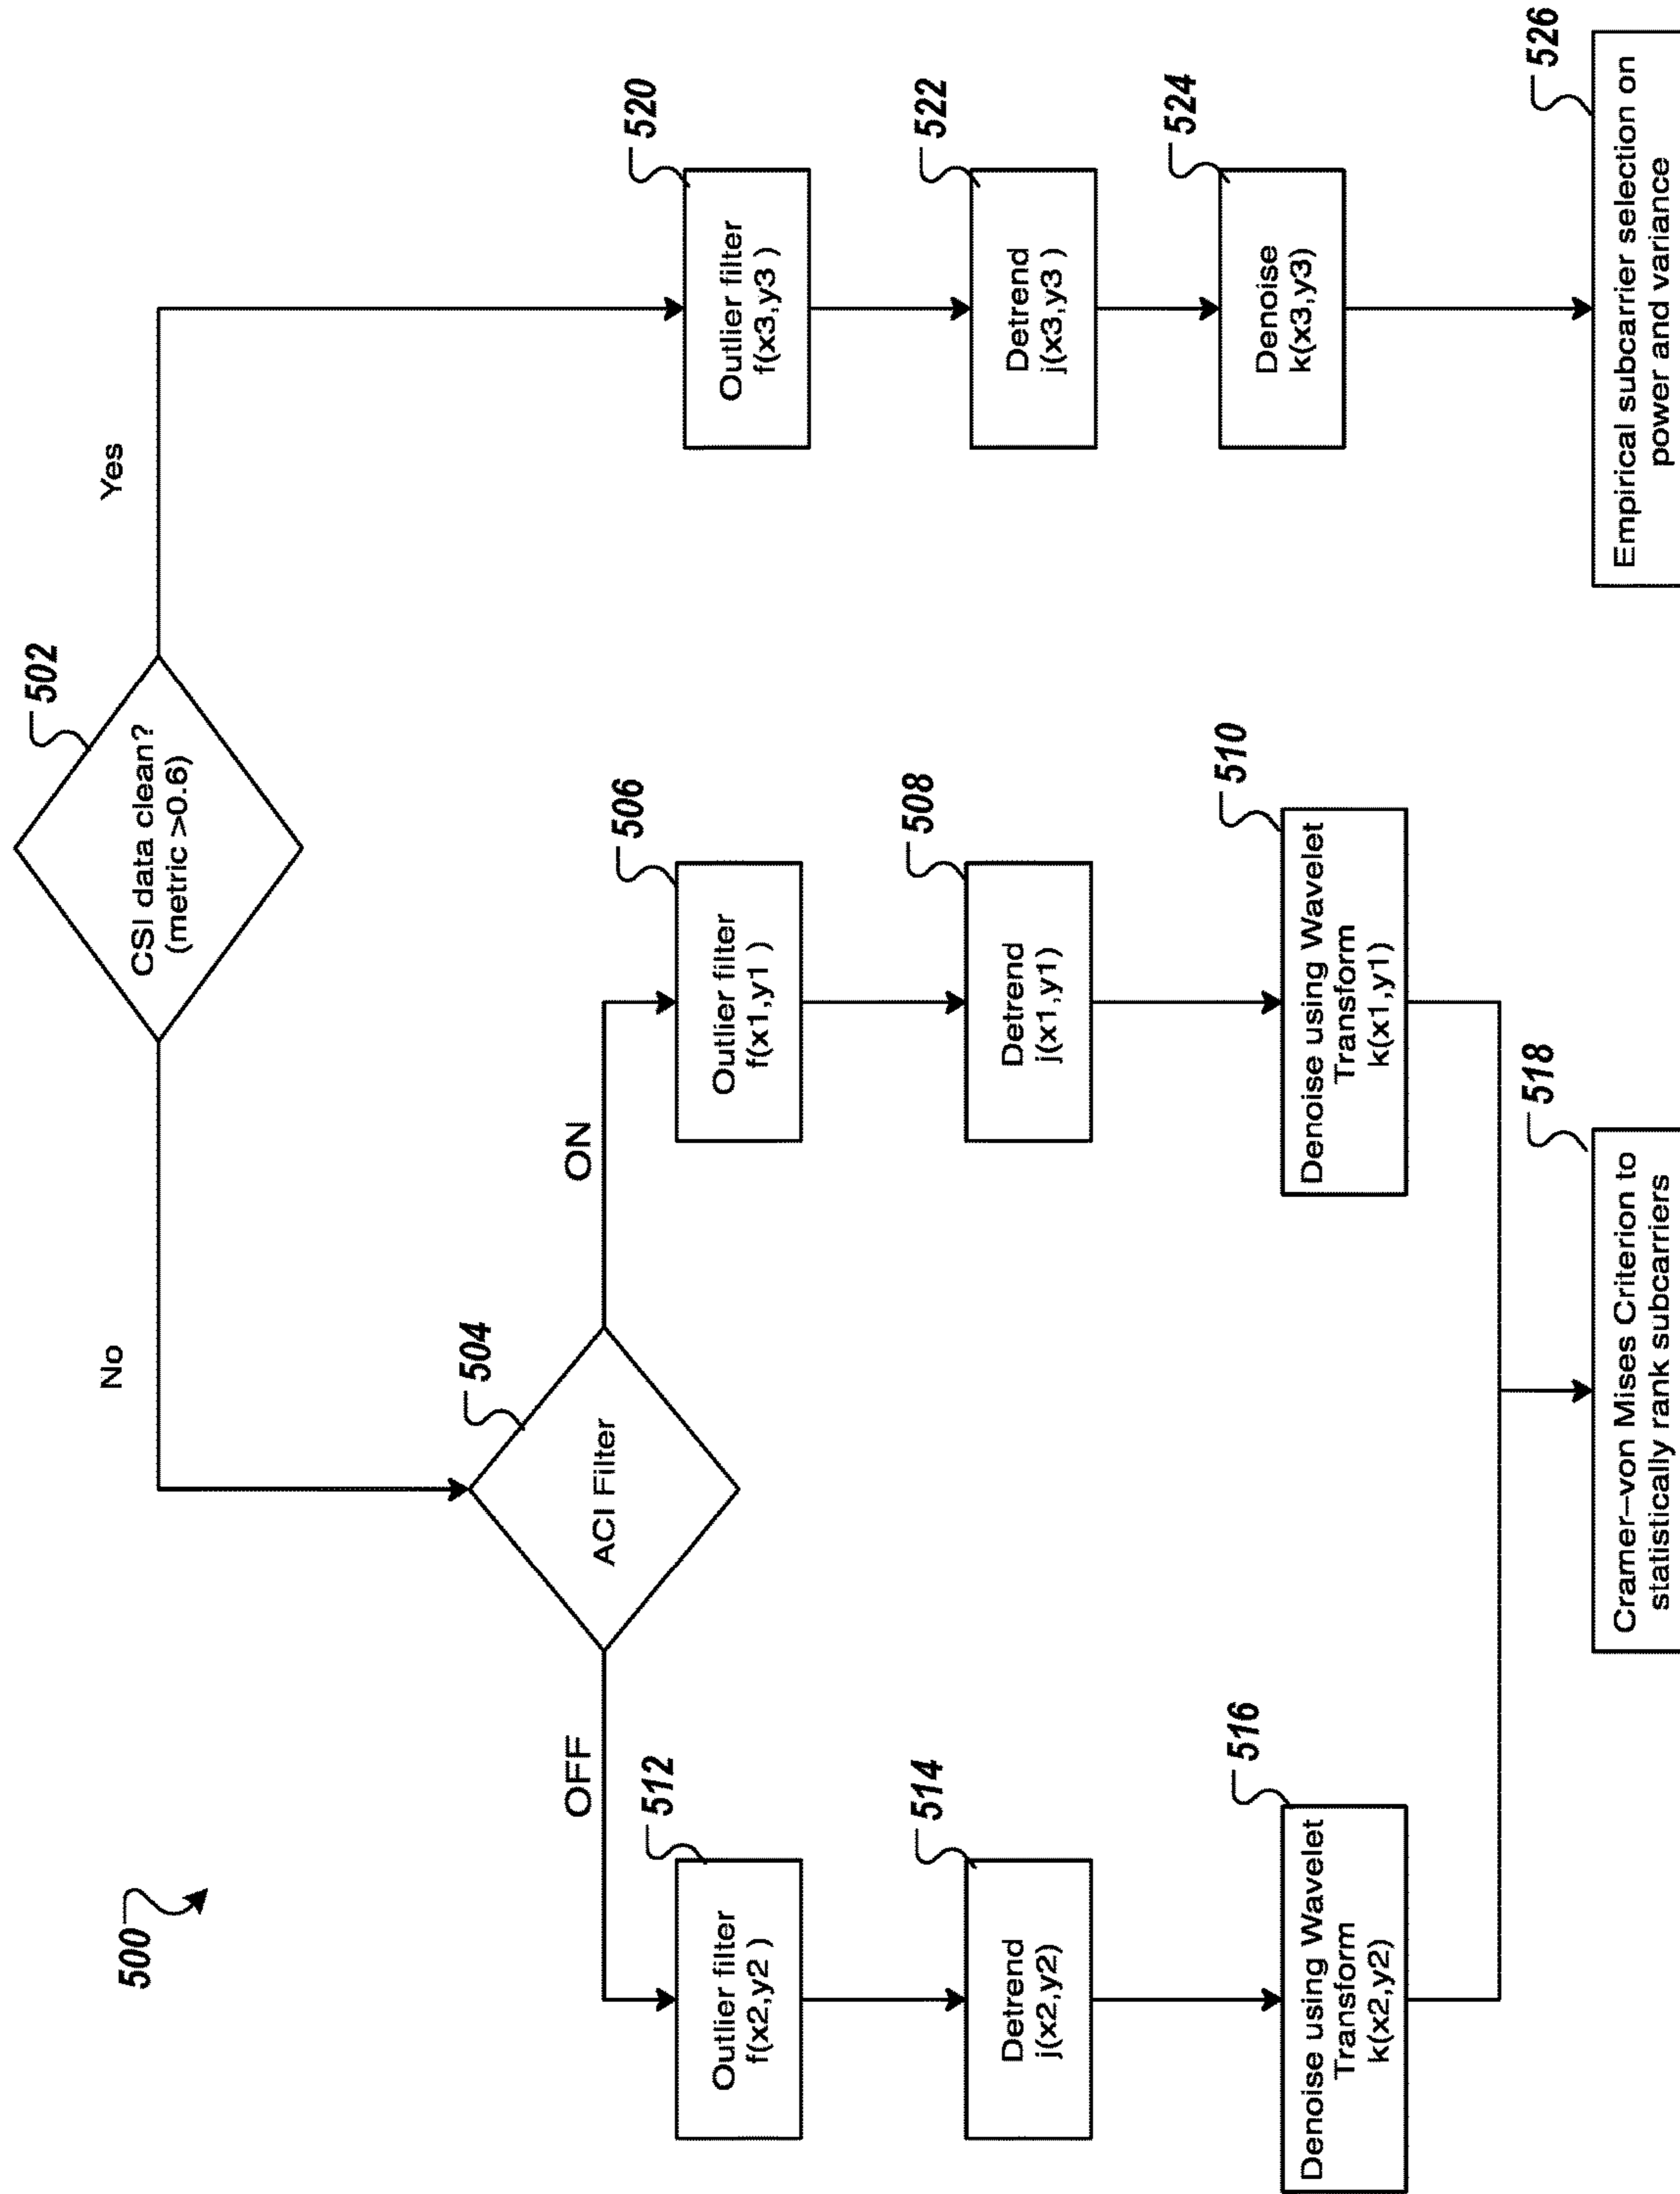 500
502
CSI data clean?
(metric >0.6)
No
Yes
504
ACI Filter
OFF
ON
512
Outlier filter
f(x2,y2 )
506
Outlier filter
f(x1,y1 )
520
Outlier filter
f(x3,y3 )
514
Detrend
j(x2,y2)
508
Detrend
j(x1,y1)
522
Detrend
j(x3,y3 )
516
Denoise using Wavelet
Transform
k(x2,y2)
510
Denoise using Wavelet
Transform
k(x1,y1)
524
Denoise
k(x3,y3)
518
Cramer–von Mises Criterion to
statistically rank subcarriers
526
Empirical subcarrier selection on
power and variance